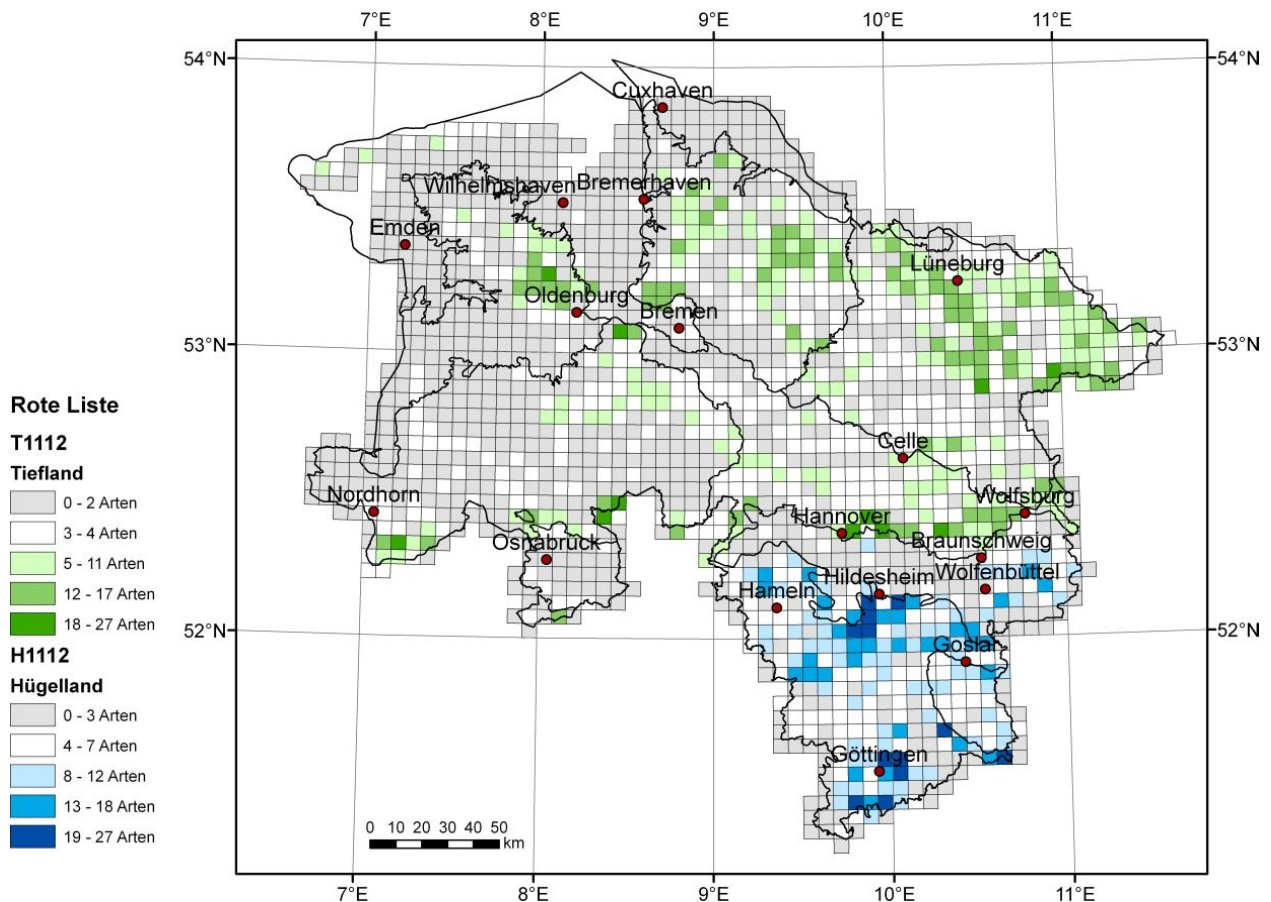 7°E 8°E 9°E 10°E 11°E
54°N 54°N
Cuxhaven
Wilhelmshaven Bremerhaven
Emden
Lüneburg
Oldenburg
Bremen
53°N 53°N
Rote Liste
T1112
Tiefland
0 - 2 Arten
3 - 4 Arten
5 - 11 Arten
12 - 17 Arten
18 - 27 Arten
H1112
Hügelland
0 - 3 Arten
4 - 7 Arten
8 - 12 Arten
13 - 18 Arten
19 - 27 Arten
Celle
Nordhorn
Wolfsburg
Hannover
Osnabrück
Braunschweig
Hildesheim Wolfenbüttel
Hameln
52°N 52°N
Goslar
Göttingen
0 10 20 30 40 50
km
7°E 8°E 9°E 10°E 11°E